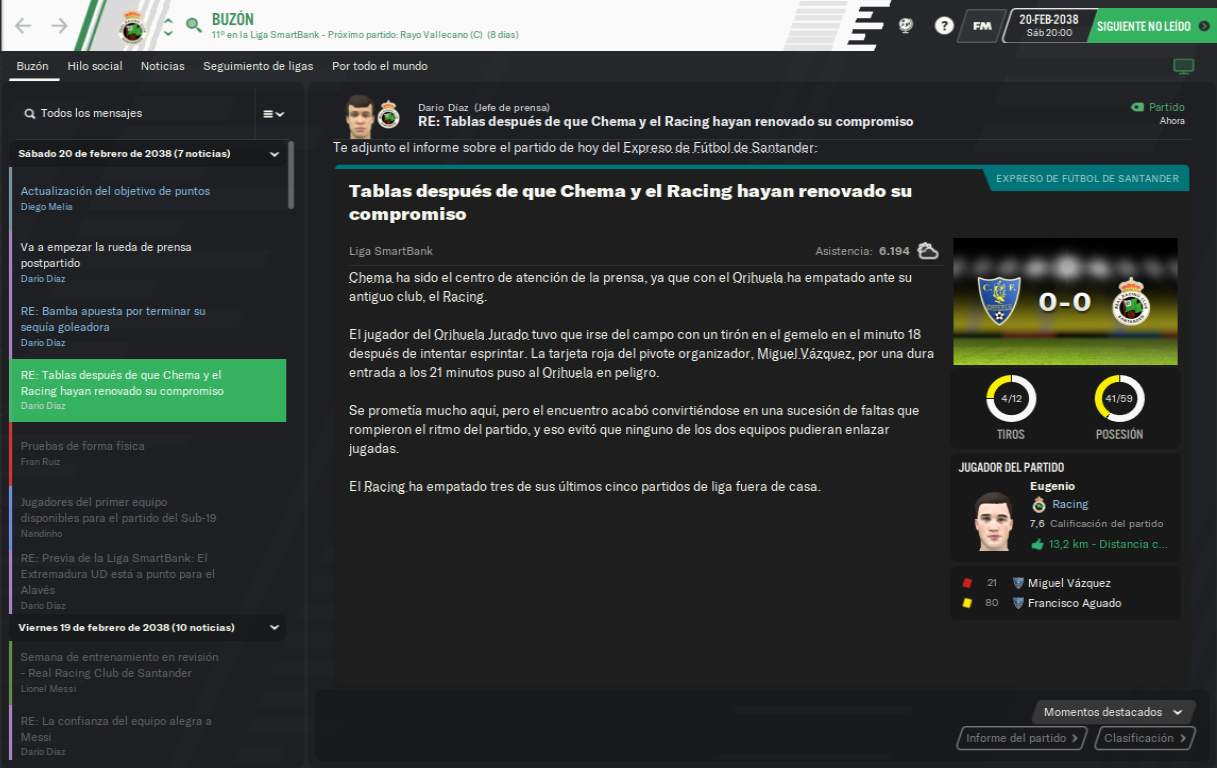 BUZÓN
11º en la Liga SmartBank - Próximo partido: Rayo Vallecano (C) (8 días)
?
FM
20-FEB-2038
Sáb 20:00
SIGUIENTE NO LEÍDO
Buzón
Hilo social
Noticias
Seguimiento de ligas
Por todo el mundo
Todos los mensajes
Sábado 20 de febrero de 2038 (7 noticias)
Actualización del objetivo de puntos
Diego Melia
Va a empezar la rueda de prensa
postpartido
Darío Díaz
RE: Bamba apuesta por terminar su
sequía goleadora
Darío Díaz
RE: Tablas después de que Chema y el
Racing hayan renovado su compromiso
Darío Díaz
Pruebas de forma física
Fran Ruiz
Jugadores del primer equipo
disponibles para el partido del Sub-19
Nandinho
RE: Previa de la Liga SmartBank: El
Extremadura UD está a punto para el
Alavés
Darío Díaz
Viernes 19 de febrero de 2038 (10 noticias)
Semana de entrenamiento en revisión
- Real Racing Club de Santander
Lionel Messi
RE: La confianza del equipo alegra a
Messi
Darío Díaz
Darío Díaz (Jefe de prensa)
RE: Tablas después de que Chema y el Racing hayan renovado su compromiso
Partido
Ahora
Te adjunto el informe sobre el partido de hoy del Expreso de Fútbol de Santander:
EXPRESO DE FÚTBOL DE SANTANDER
Tablas después de que Chema y el Racing hayan renovado su
compromiso
Liga SmartBank
Asistencia: 6.194
Chema ha sido el centro de atención de la prensa, ya que con el Orihuela ha empatado ante su
antiguo club, el Racing.
El jugador del Orihuela Jurado tuvo que irse del campo con un tirón en el gemelo en el minuto 18
después de intentar esprintar. La tarjeta roja del pivote organizador, Miguel Vázquez, por una dura
entrada a los 21 minutos puso al Orihuela en peligro.
Se prometía mucho aquí, pero el encuentro acabó convirtiéndose en una sucesión de faltas que
rompieron el ritmo del partido, y eso evitó que ninguno de los dos equipos pudieran enlazar
jugadas.
El Racing ha empatado tres de sus últimos cinco partidos de liga fuera de casa.
0-0
4/12
TIROS
41/59
POSESIÓN
JUGADOR DEL PARTIDO
Eugenio
Racing
7,6 Calificación del partido
13,2 km - Distancia c...
21 Miguel Vázquez
80 Francisco Aguado
Momentos destacados
Informe del partido
Clasificación